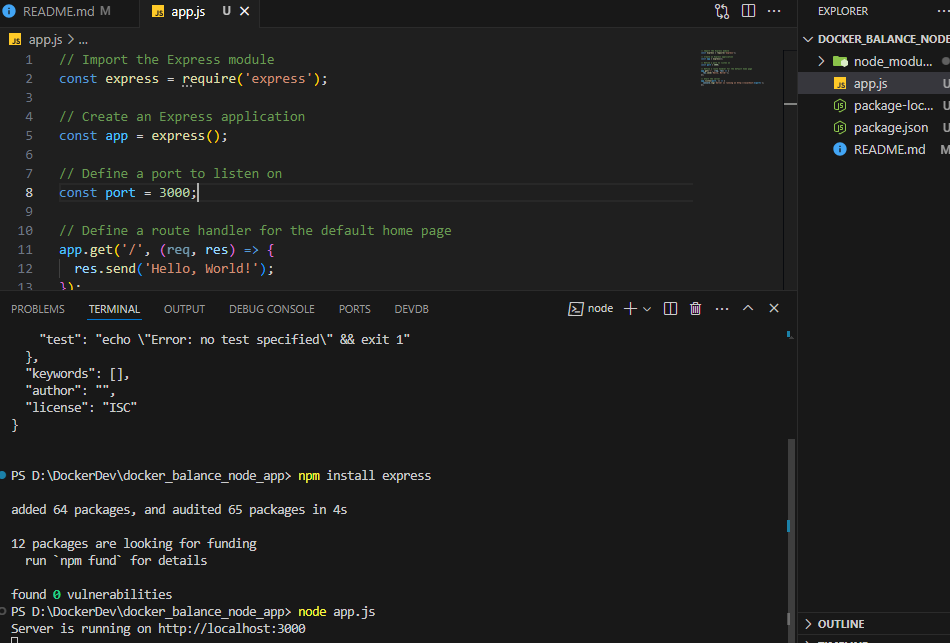 README.md M
JS app.js U
EXPLORER
JS app.js > ...
1 // Import the Express module
2 const express = require('express');
3
4 // Create an Express application
5 const app = express();
6
7 // Define a port to listen on
8 const port = 3000;
9
10 // Define a route handler for the default home page
11 app.get('/', (req, res) => {
12 res.send('Hello, World!');
13 });
DOCKER_BALANCE_NODE
node_modu...
JS app.js U
package-loc... U
package.json U
README.md M
PROBLEMS TERMINAL OUTPUT DEBUG CONSOLE PORTS DEVDB
node
"test": "echo \"Error: no test specified\" && exit 1"
},
"keywords": [],
"author": "",
"license": "ISC"
}
PS D:\DockerDev\docker_balance_node_app> npm install express
added 64 packages, and audited 65 packages in 4s
12 packages are looking for funding
run `npm fund` for details
found 0 vulnerabilities
PS D:\DockerDev\docker_balance_node_app> node app.js
Server is running on http://localhost:3000
OUTLINE